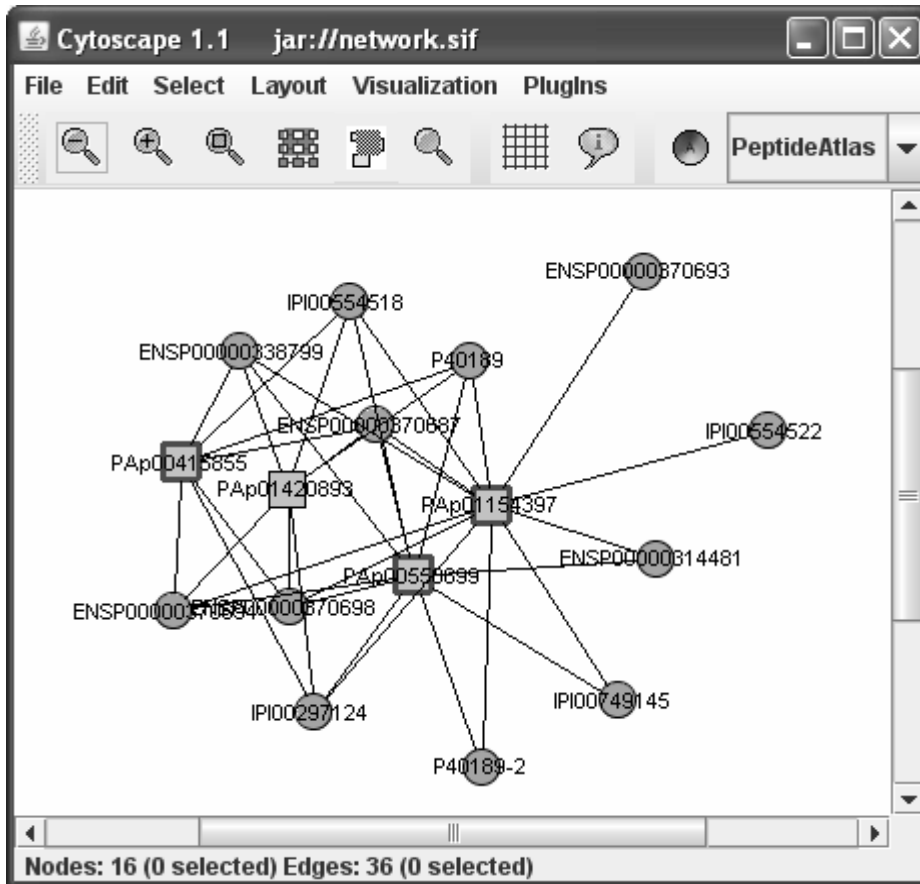 Cytoscape 1.1 jar://network.sif
File Edit Select Layout Visualization PlugIns
PeptideAtlas
ENSP00000370693
IPI00554518
ENSP00000338799
P40189
ENSP00000370687
IPI00554522
PAp00415855
PAp01420893
PAp01154397
ENSP00000314481
PAp00550699
ENSP00000370698
IPI00297124
IPI00749145
P40189-2
Nodes: 16 (0 selected) Edges: 36 (0 selected)